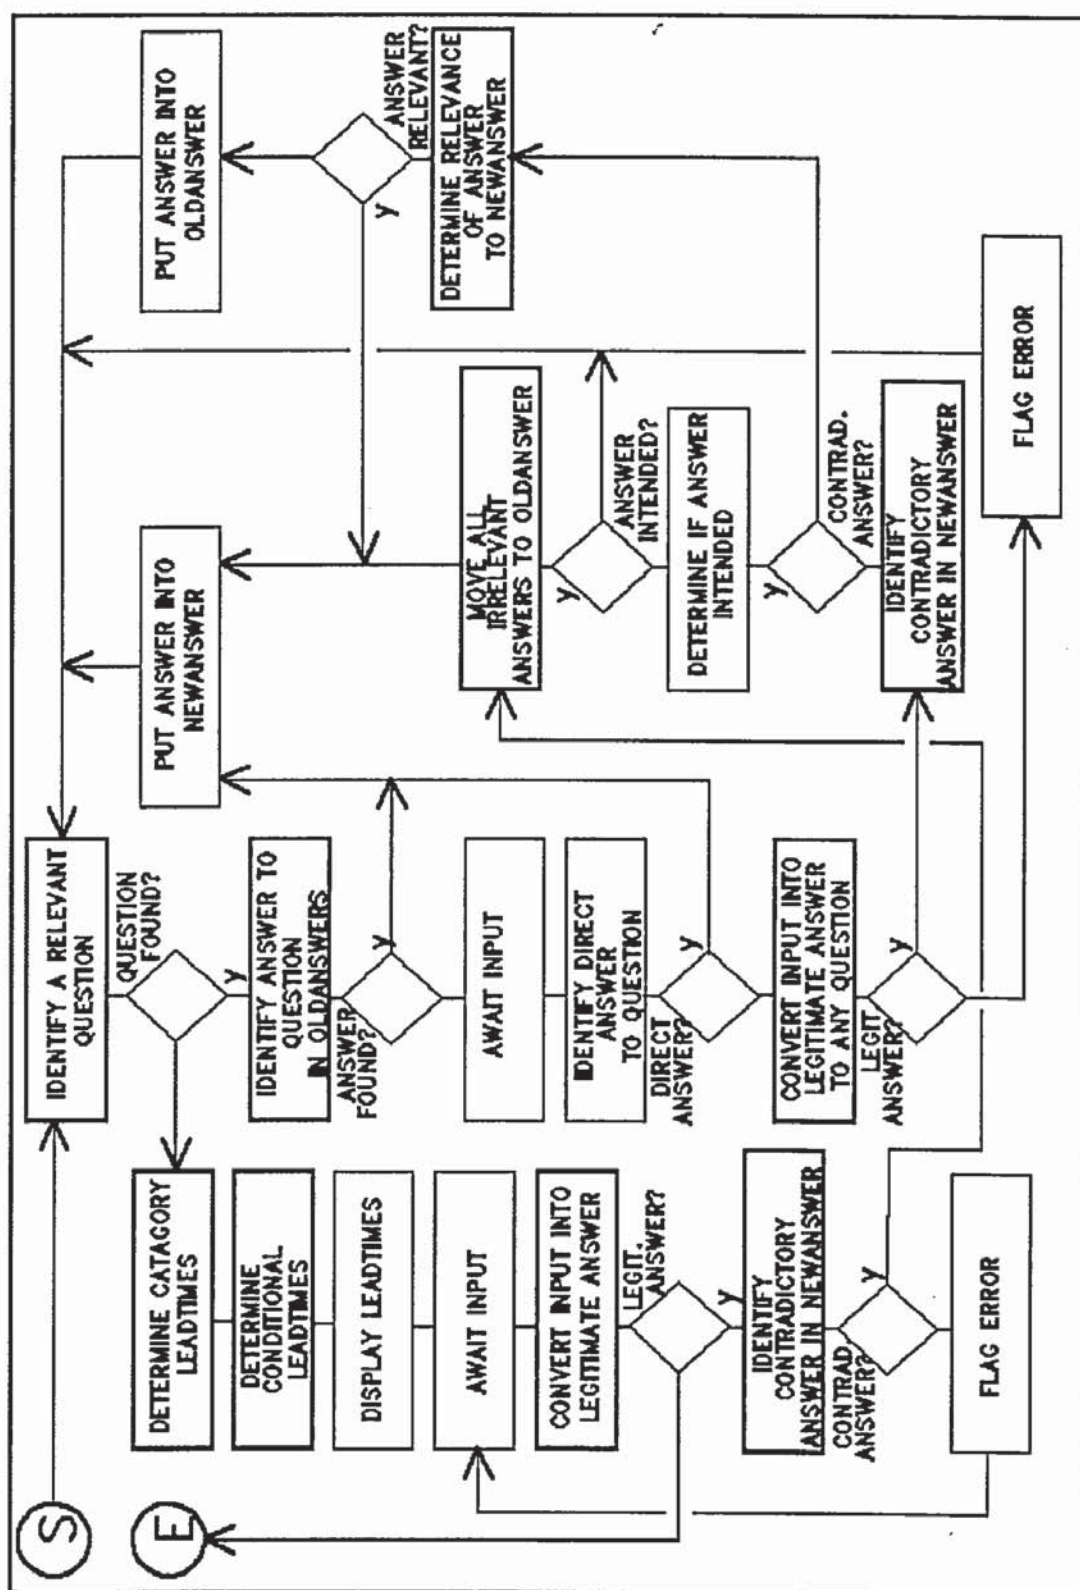 S
E
IDENTIFY A RELEVANT
QUESTION
QUESTION
FOUND?
y
DETERMINE CATAGORY
LEADTIMES
DETERMINE
CONDITIONAL
LEADTIMES
DISPLAY LEADTIMES
AWAIT INPUT
CONVERT INPUT INTO
LEGITIMATE ANSWER
LEGIT.
ANSWER?
y
IDENTIFY
CONTRADICTORY
ANSWER IN NEWANSWER
CONTRAD.
ANSWER?
y
FLAG ERROR
IDENTIFY ANSWER TO
QUESTION
IN OLDANSWERS
ANSWER
FOUND?
y
AWAIT INPUT
IDENTIFY DIRECT
ANSWER
TO QUESTION
DIRECT
ANSWER?
y
CONVERT INPUT INTO
LEGITIMATE ANSWER
TO ANY QUESTION
LEGIT
ANSWER?
y
PUT ANSWER INTO
NEWANSWER
MOVE ALL
IRRELEVANT
ANSWERS TO OLDANSWER
y
ANSWER
INTENDED?
DETERMINE IF ANSWER
INTENDED
y
CONTRAD.
ANSWER?
IDENTIFY
CONTRADICTORY
ANSWER IN NEWANSWER
PUT ANSWER INTO
OLDANSWER
y
ANSWER
RELEVANT?
DETERMINE RELEVANCE
OF ANSWER
TO NEWANSWER
FLAG ERROR